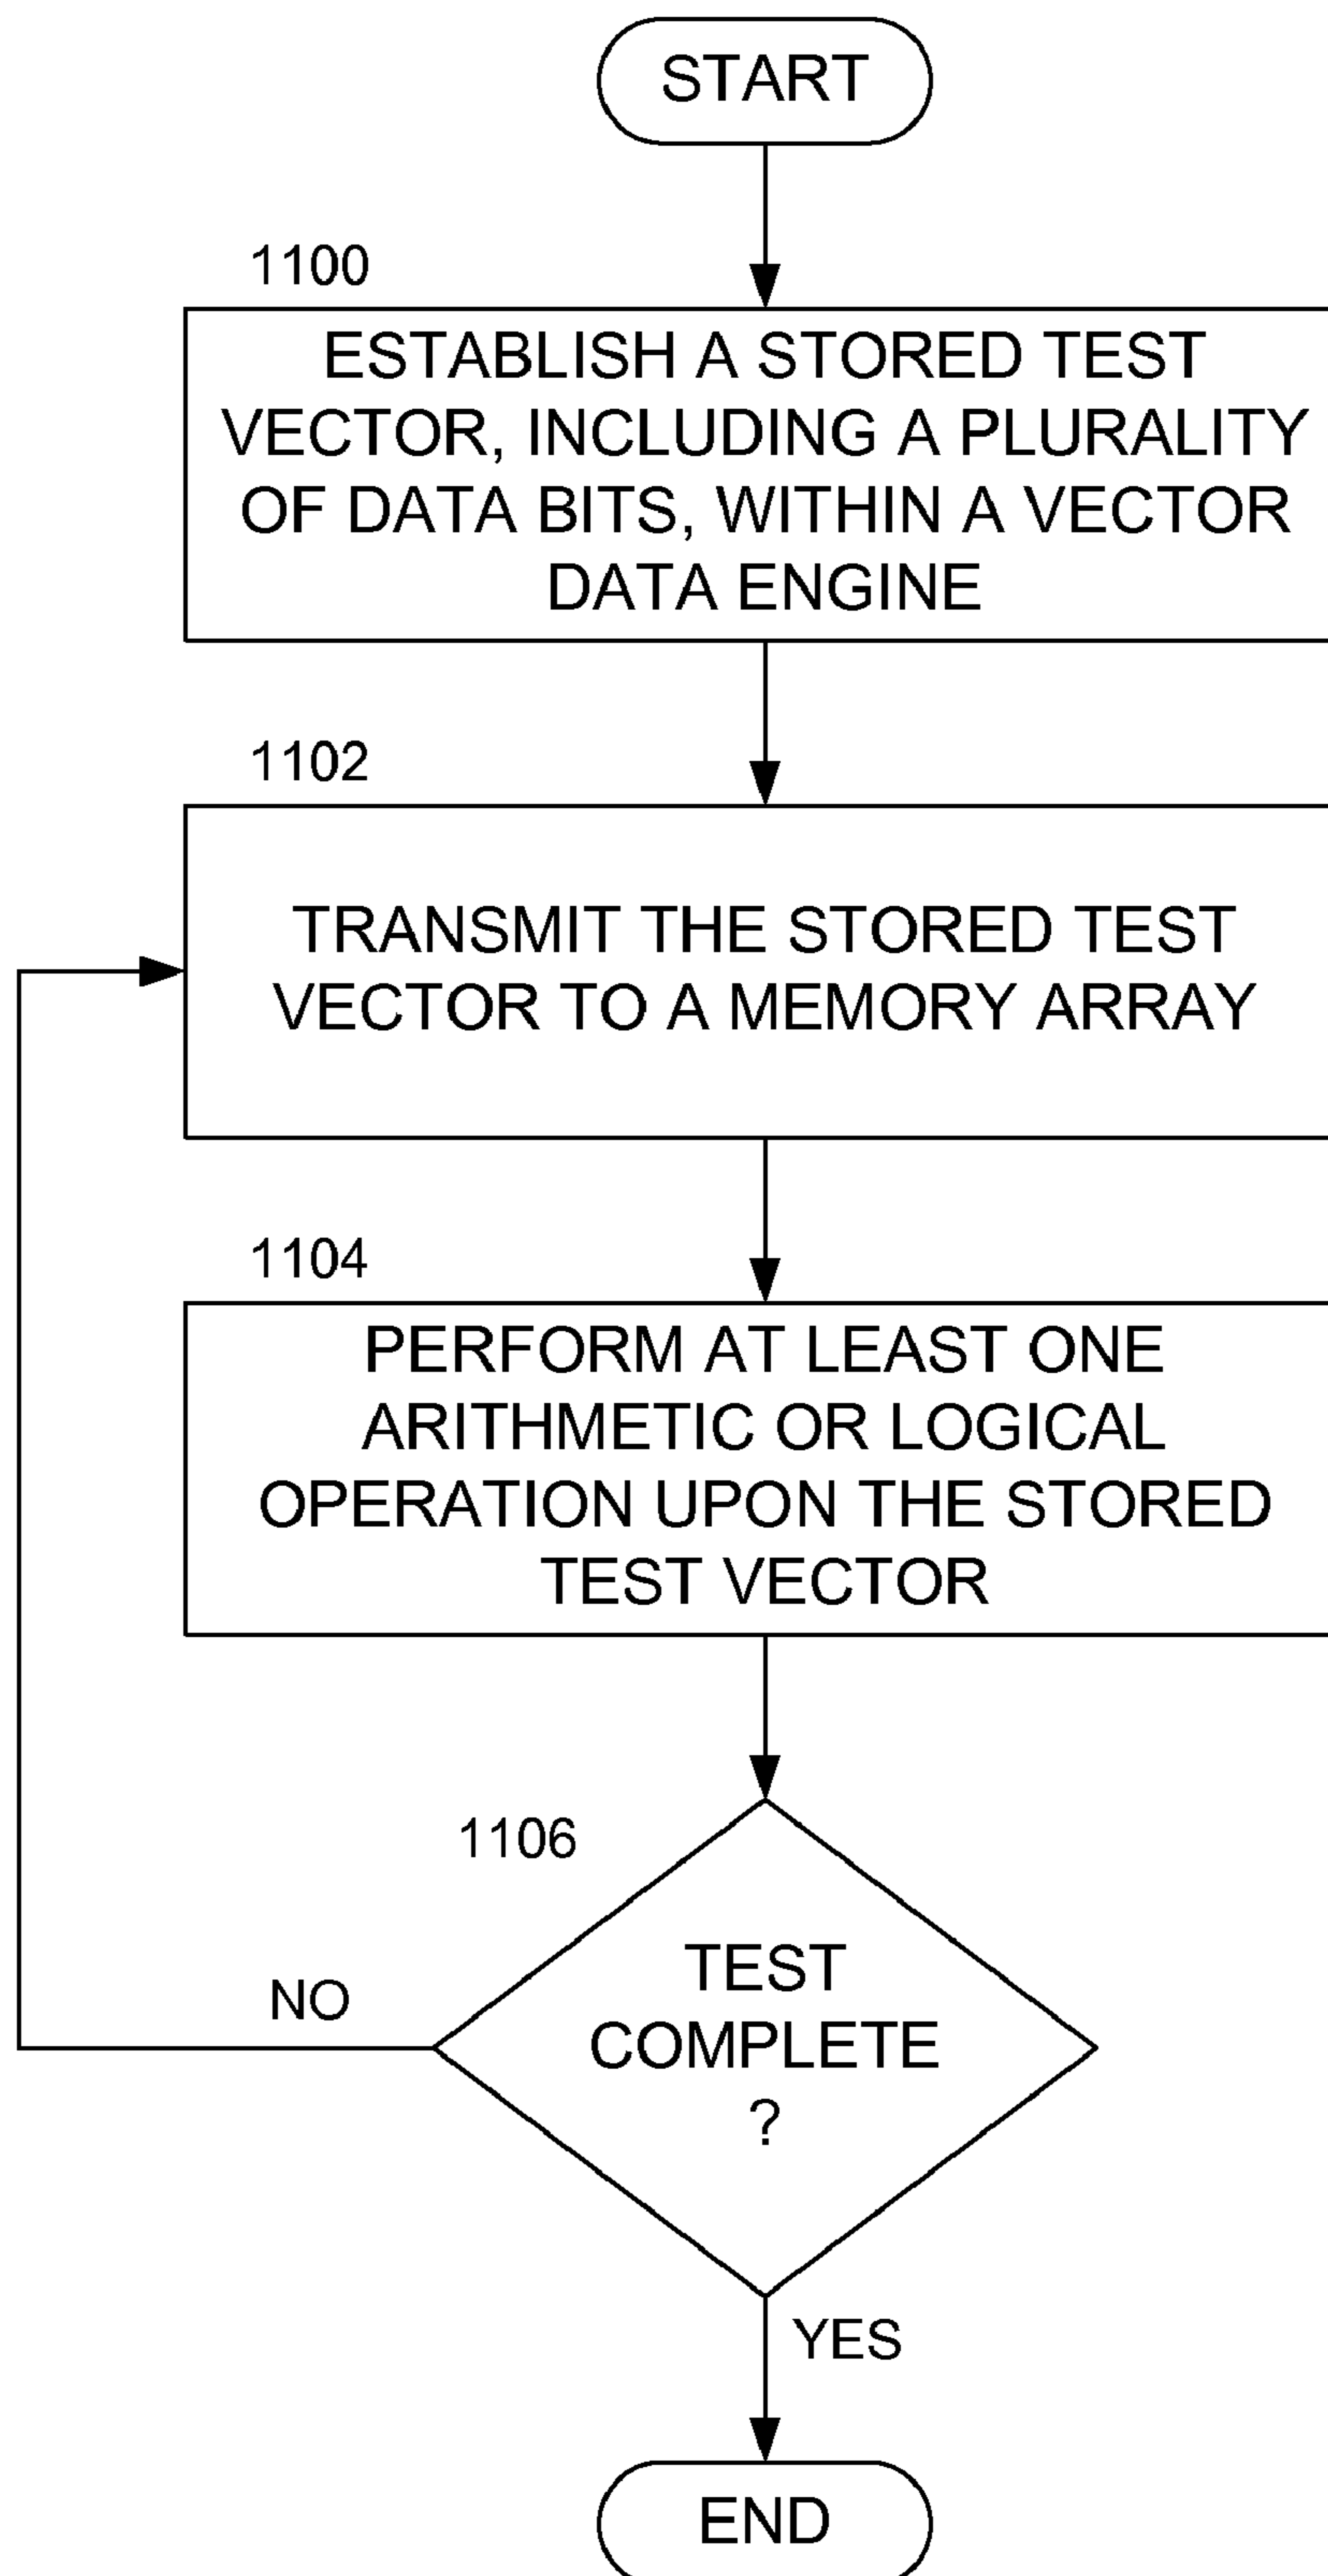 START
1100
ESTABLISH A STORED TEST
VECTOR, INCLUDING A PLURALITY
OF DATA BITS, WITHIN A VECTOR
DATA ENGINE
1102
TRANSMIT THE STORED TEST
VECTOR TO A MEMORY ARRAY
1104
PERFORM AT LEAST ONE
ARITHMETIC OR LOGICAL
OPERATION UPON THE STORED
TEST VECTOR
1106
TEST
COMPLETE
?
NO
YES
END